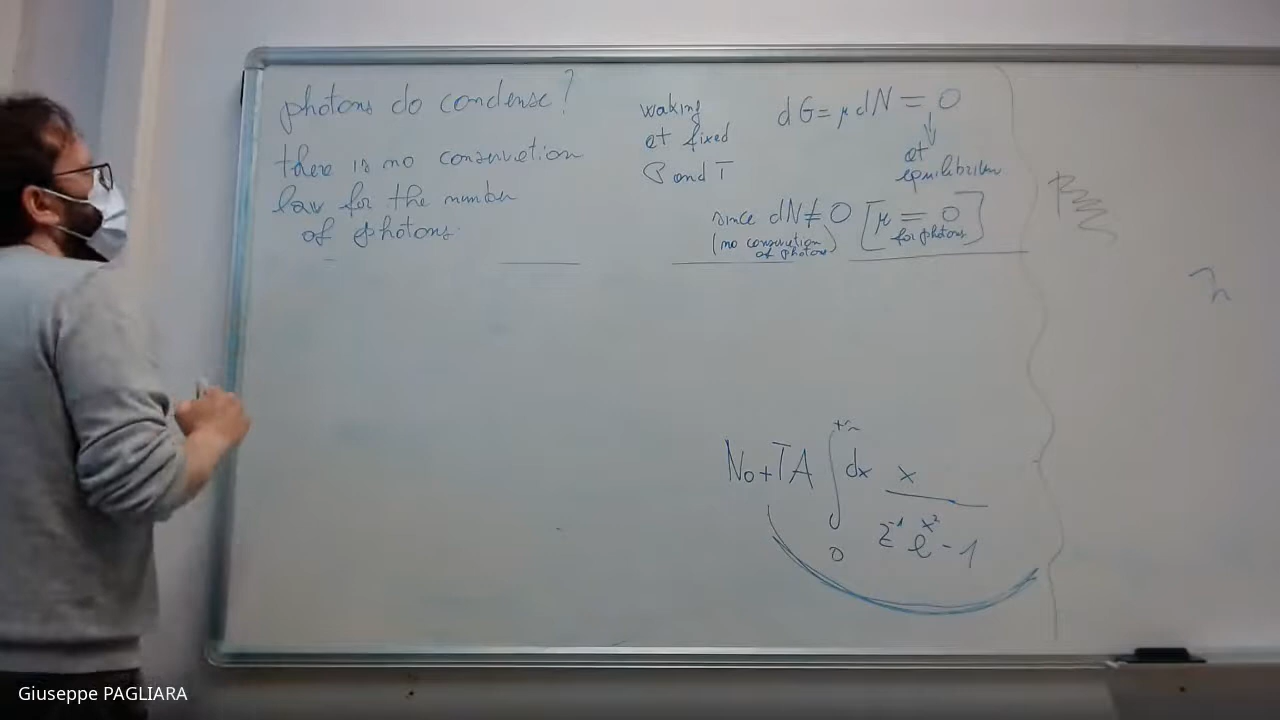 photons do condense?
there is no conservation
law for the number
of photons
waking
at fixed
P and T
dG = μ dN = 0
↓
at
equilibrium
since dN ≠ 0 [μ = 0
(no conservation
of photons)
for photons]
N₀ + TA ∫ dx x
0
z⁻¹ e^x² - 1
Giuseppe PAGLIARA